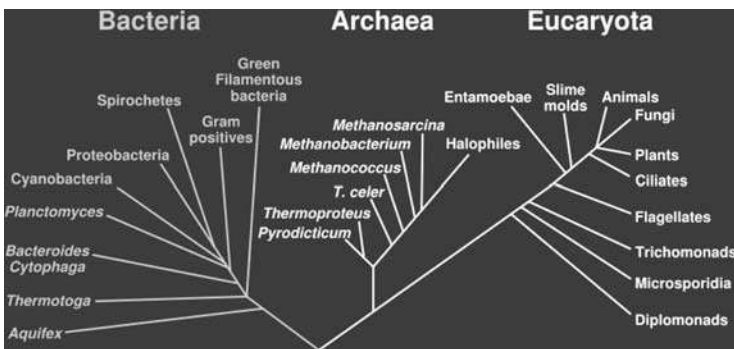 Bacteria
Archaea
Eucaryota
Green
Filamentous
bacteria
Spirochetes
Gram
positives
Proteobacteria
Cyanobacteria
Planctomyces
Bacteroides
Cytophaga
Thermotoga
Aquifex
Methanosarcina
Methanobacterium
Halophiles
Methanococcus
T. celer
Thermoproteus
Pyrodicticum
Entamoebae
Slime
molds
Animals
Fungi
Plants
Ciliates
Flagellates
Trichomonads
Microsporidia
Diplomonads